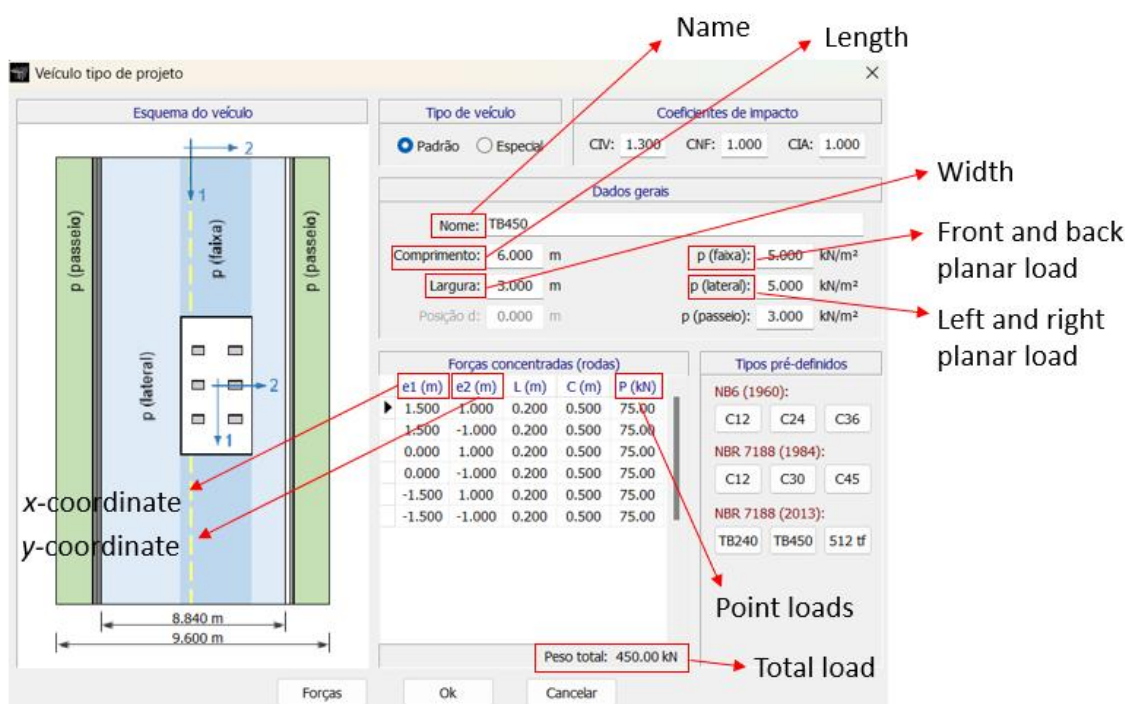 Name
Length
Veículo tipo de projeto
Esquema do veículo
Tipo de veículo
Coeficientes de impacto
2
1
Padrão
Especial
CIV: 1.300
CNF: 1.000
CIA: 1.000
Dados gerais
Width
p (passeio)
p (faixa)
p (passeio)
Nome: TB450
Comprimento: 6.000 m
p (faixa): 5.000 kN/m²
Front and back
planar load
Largura: 3.000 m
p (lateral): 5.000 kN/m²
Posição d: 0.000 m
p (passeio): 3.000 kN/m²
Left and right
planar load
p (lateral)
2
1
Forças concentradas (rodas)
e1 (m) e2 (m) L (m) C (m) P (kN)
1.500 1.000 0.200 0.500 75.00
1.500 -1.000 0.200 0.500 75.00
0.000 1.000 0.200 0.500 75.00
0.000 -1.000 0.200 0.500 75.00
-1.500 1.000 0.200 0.500 75.00
-1.500 -1.000 0.200 0.500 75.00
Tipos pré-definidos
NB6 (1960):
C12 C24 C36
NBR 7188 (1984):
C12 C30 C45
NBR 7188 (2013):
TB240 TB450 512 tf
x-coordinate
y-coordinate
Point loads
8.840 m
9.600 m
Peso total: 450.00 kN
Total load
Forças
Ok
Cancelar